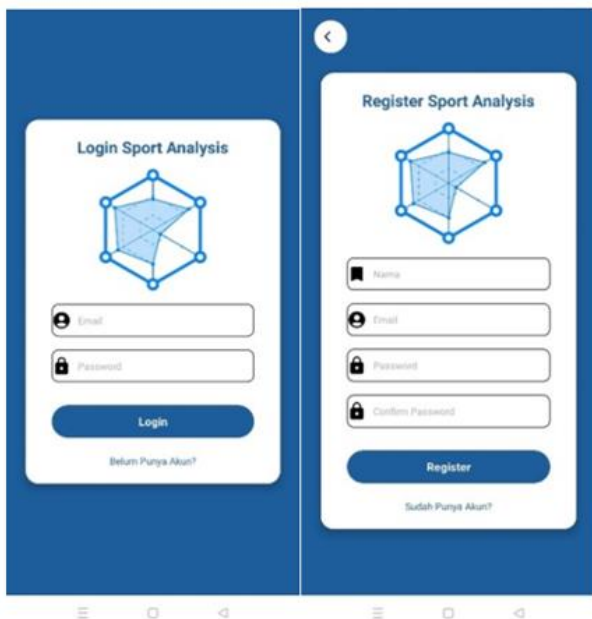 Login Sport Analysis
Email
Password
Login
Belum Punya Akun?
Register Sport Analysis
Nama
Email
Password
Confirm Password
Register
Sudah Punya Akun?